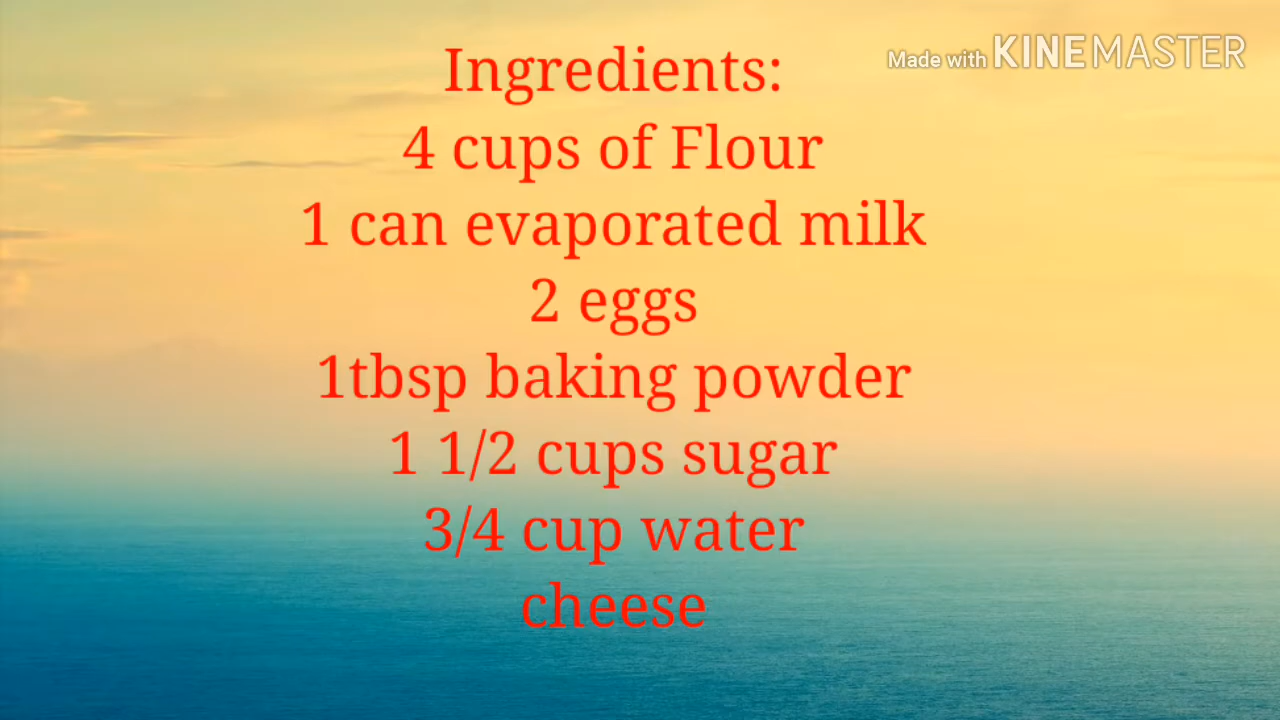 Made with KINEMASTER
Ingredients:
4 cups of Flour
1 can evaporated milk
2 eggs
1tbsp baking powder
1 1/2 cups sugar
3/4 cup water
cheese